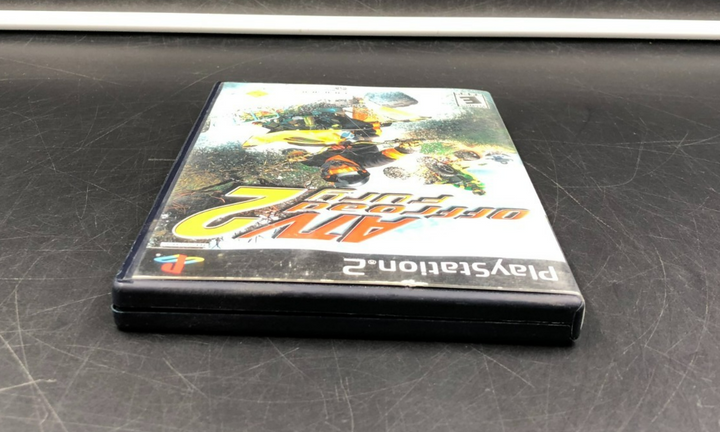 PlayStation.2
ATV
OFFROAD
FURY
2
E